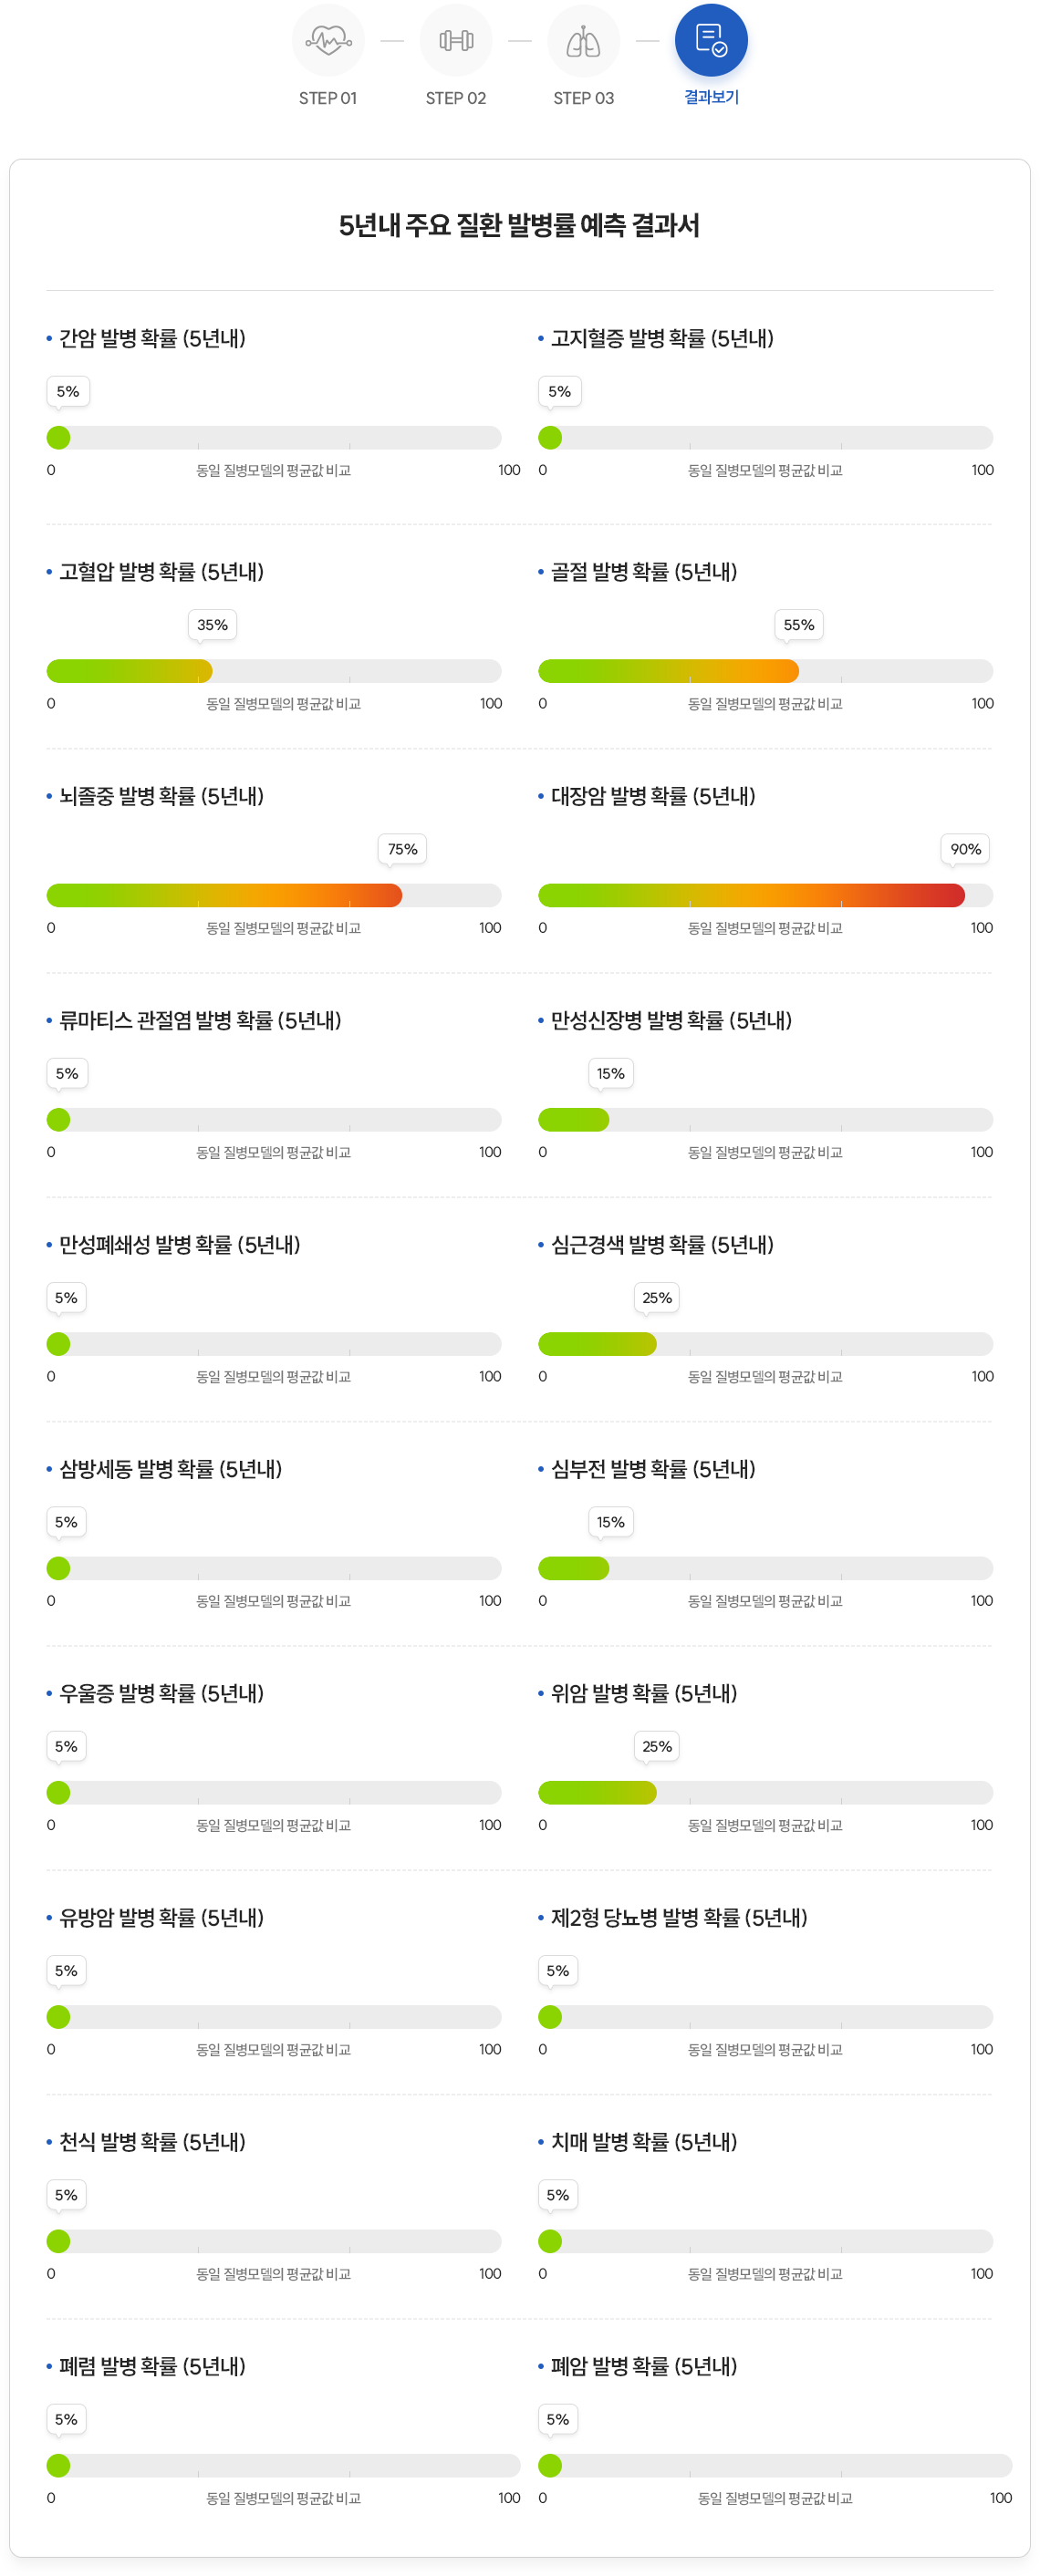 STEP 01
STEP 02
STEP 03
결과보기
5년내 주요 질환 발병률 예측 결과서
간암 발병 확률 (5년내)
5%
0 동일 질병모델의 평균값 비교 100
고지혈증 발병 확률 (5년내)
5%
0 동일 질병모델의 평균값 비교 100
고혈압 발병 확률 (5년내)
35%
0 동일 질병모델의 평균값 비교 100
골절 발병 확률 (5년내)
55%
0 동일 질병모델의 평균값 비교 100
뇌졸중 발병 확률 (5년내)
75%
0 동일 질병모델의 평균값 비교 100
대장암 발병 확률 (5년내)
90%
0 동일 질병모델의 평균값 비교 100
류마티스 관절염 발병 확률 (5년내)
5%
0 동일 질병모델의 평균값 비교 100
만성신장병 발병 확률 (5년내)
15%
0 동일 질병모델의 평균값 비교 100
만성폐쇄성 발병 확률 (5년내)
5%
0 동일 질병모델의 평균값 비교 100
심근경색 발병 확률 (5년내)
25%
0 동일 질병모델의 평균값 비교 100
삼방세동 발병 확률 (5년내)
5%
0 동일 질병모델의 평균값 비교 100
심부전 발병 확률 (5년내)
15%
0 동일 질병모델의 평균값 비교 100
우울증 발병 확률 (5년내)
5%
0 동일 질병모델의 평균값 비교 100
위암 발병 확률 (5년내)
25%
0 동일 질병모델의 평균값 비교 100
유방암 발병 확률 (5년내)
5%
0 동일 질병모델의 평균값 비교 100
제2형 당뇨병 발병 확률 (5년내)
5%
0 동일 질병모델의 평균값 비교 100
천식 발병 확률 (5년내)
5%
0 동일 질병모델의 평균값 비교 100
치매 발병 확률 (5년내)
5%
0 동일 질병모델의 평균값 비교 100
폐렴 발병 확률 (5년내)
5%
0 동일 질병모델의 평균값 비교 100
폐암 발병 확률 (5년내)
5%
0 동일 질병모델의 평균값 비교 100